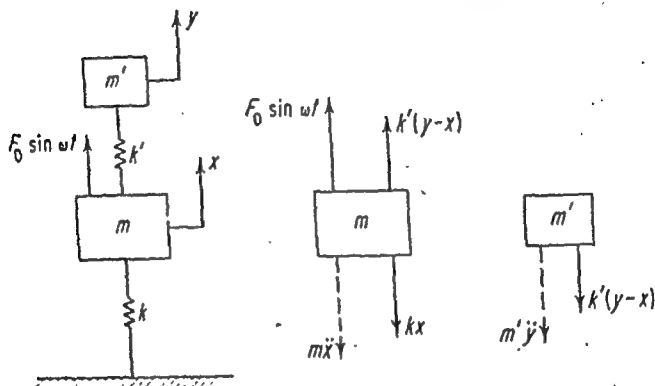 y
m'
F₀ sin ωt
k'
x
m
k
F₀ sin ωt
k'(y-x)
m
mẍ
kx
m'
m'ÿ
k'(y-x)